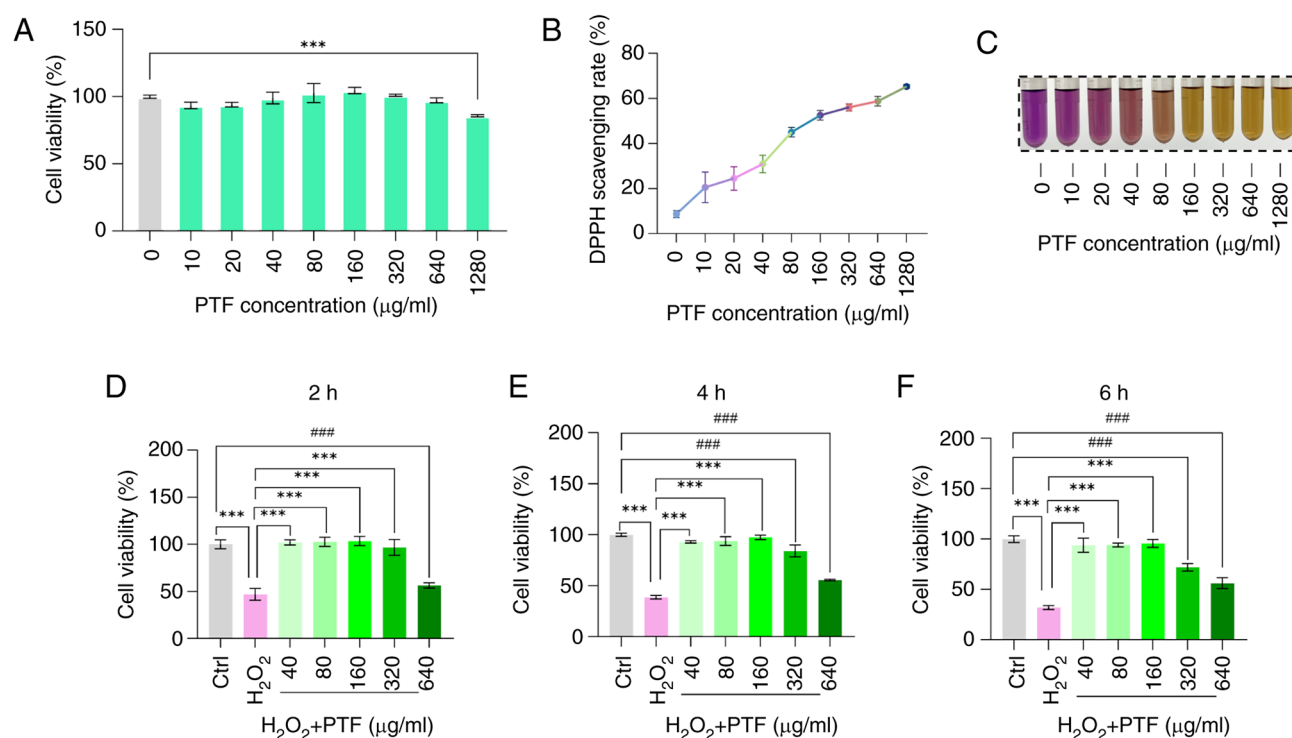 A
Cell viability (%)
150
100
50
0
***
0 10 20 40 80 160 320 640 1280
PTF concentration (μg/ml)
B
DPPH scavenging rate (%)
80
60
40
20
0
0 10 20 40 80 160 320 640 1280
PTF concentration (μg/ml)
C
0 10 20 40 80 160 320 640 1280
PTF concentration (μg/ml)
D
2 h
Cell viability (%)
200
150
100
50
0
###
***
***
***
***
***
Ctrl H₂O₂ 40 80 160 320 640
H₂O₂+PTF (μg/ml)
E
4 h
Cell viability (%)
200
150
100
50
0
###
###
***
***
***
***
Ctrl H₂O₂ 40 80 160 320 640
H₂O₂+PTF (μg/ml)
F
6 h
Cell viability (%)
200
150
100
50
0
###
###
***
***
***
***
Ctrl H₂O₂ 40 80 160 320 640
H₂O₂+PTF (μg/ml)